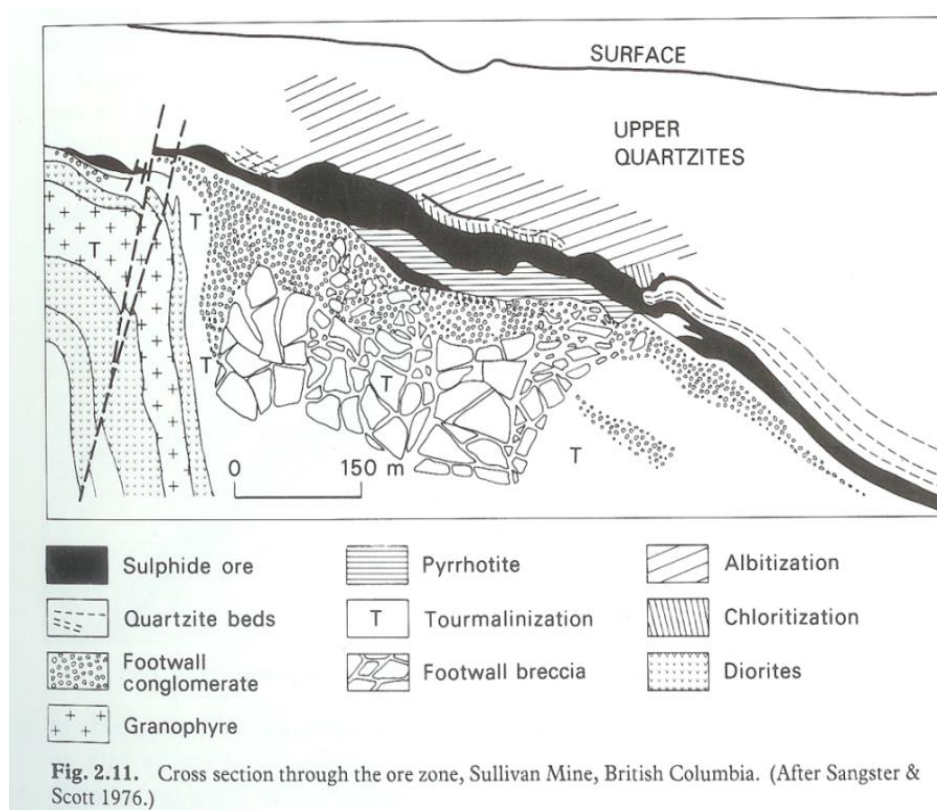 SURFACE
UPPER
QUARTZITES
T
T
T
T
T
0 150 m
Sulphide ore
Pyrrhotite
Albitization
Quartzite beds
T Tourmalinization
Chloritization
Footwall
conglomerate
Footwall breccia
Diorites
Granophyre
Fig. 2.11. Cross section through the ore zone, Sullivan Mine, British Columbia. (After Sangster &
Scott 1976.)